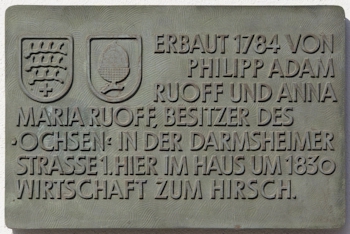 ERBAUT 1784 VON
PHILIPP ADAM
RUOFF UND ANNA
MARIA RUOFF, BESITZER DES
›OCHSEN‹ IN DER DARMSHEIMER
STRASSE 1. HIER IM HAUS UM 1830
WIRTSCHAFT ZUM HIRSCH.